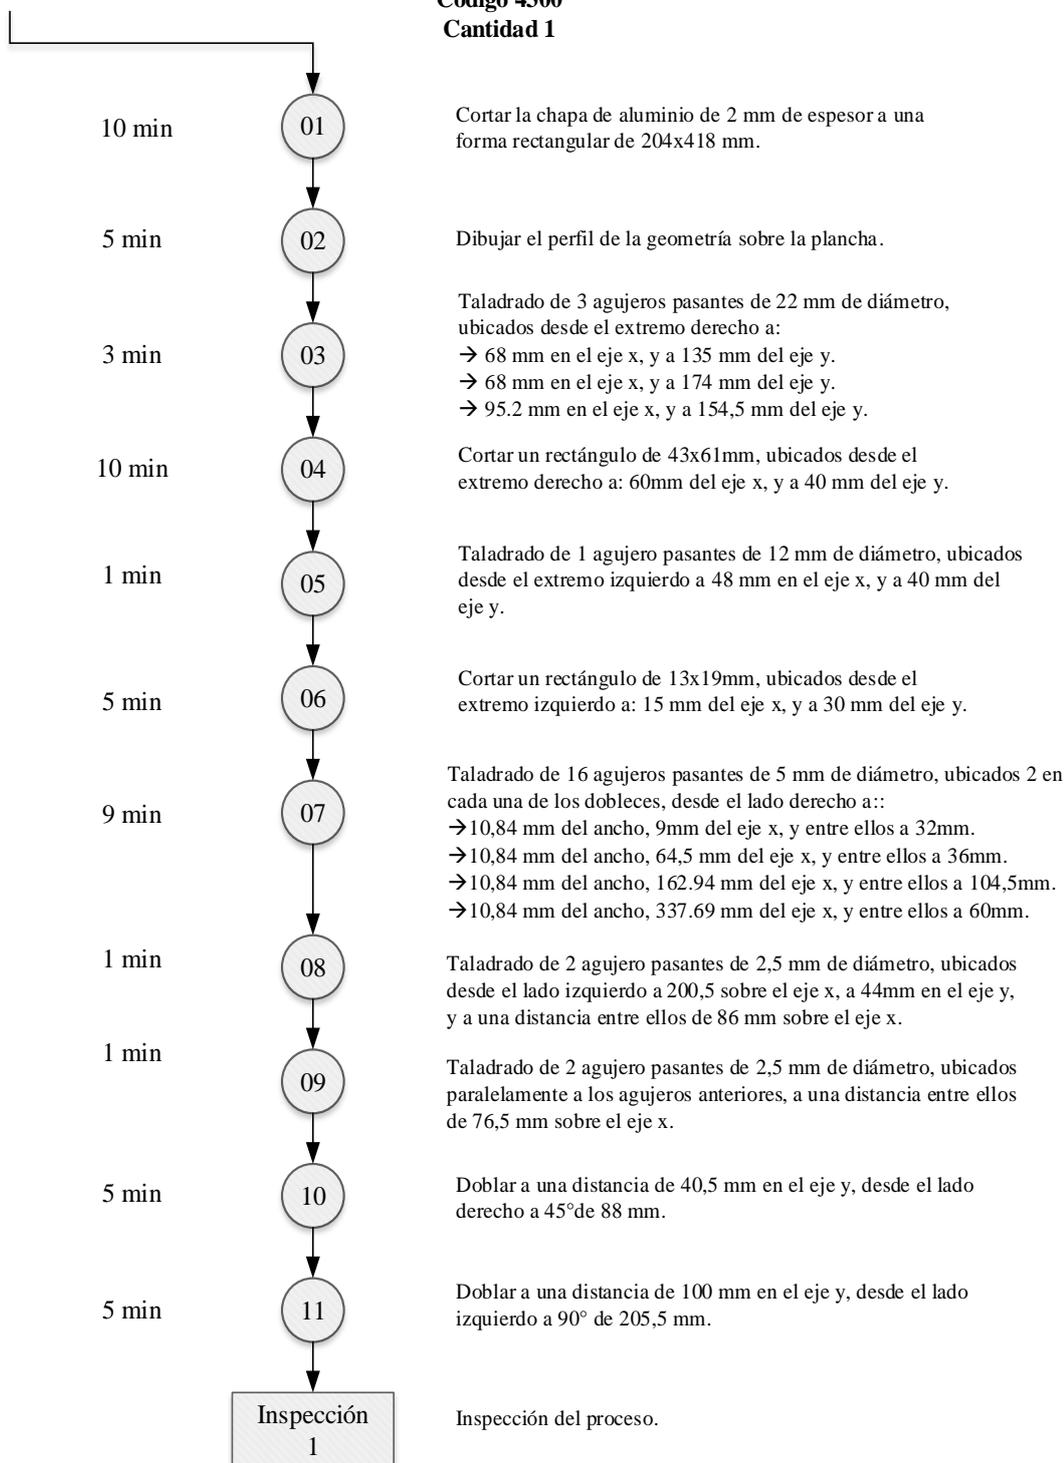 Código 4300
Cantidad 1
10 min
01
Cortar la chapa de aluminio de 2 mm de espesor a una
forma rectangular de 204x418 mm.
5 min
02
Dibujar el perfil de la geometría sobre la plancha.
3 min
03
Taladrado de 3 agujeros pasantes de 22 mm de diámetro,
ubicados desde el extremo derecho a:
→ 68 mm en el eje x, y a 135 mm del eje y.
→ 68 mm en el eje x, y a 174 mm del eje y.
→ 95.2 mm en el eje x, y a 154,5 mm del eje y.
10 min
04
Cortar un rectángulo de 43x61mm, ubicados desde el
extremo derecho a: 60mm del eje x, y a 40 mm del eje y.
1 min
05
Taladrado de 1 agujero pasantes de 12 mm de diámetro, ubicados
desde el extremo izquierdo a 48 mm en el eje x, y a 40 mm del
eje y.
5 min
06
Cortar un rectángulo de 13x19mm, ubicados desde el
extremo izquierdo a: 15 mm del eje x, y a 30 mm del eje y.
9 min
07
Taladrado de 16 agujeros pasantes de 5 mm de diámetro, ubicados 2 en
cada una de los dobleces, desde el lado derecho a::
→10,84 mm del ancho, 9mm del eje x, y entre ellos a 32mm.
→10,84 mm del ancho, 64,5 mm del eje x, y entre ellos a 36mm.
→10,84 mm del ancho, 162.94 mm del eje x, y entre ellos a 104,5mm.
→10,84 mm del ancho, 337.69 mm del eje x, y entre ellos a 60mm.
1 min
08
Taladrado de 2 agujero pasantes de 2,5 mm de diámetro, ubicados
desde el lado izquierdo a 200,5 sobre el eje x, a 44mm en el eje y,
y a una distancia entre ellos de 86 mm sobre el eje x.
1 min
09
Taladrado de 2 agujero pasantes de 2,5 mm de diámetro, ubicados
paralelamente a los agujeros anteriores, a una distancia entre ellos
de 76,5 mm sobre el eje x.
5 min
10
Doblar a una distancia de 40,5 mm en el eje y, desde el lado
derecho a 45°de 88 mm.
5 min
11
Doblar a una distancia de 100 mm en el eje y, desde el lado
izquierdo a 90° de 205,5 mm.
Inspección
1
Inspección del proceso.